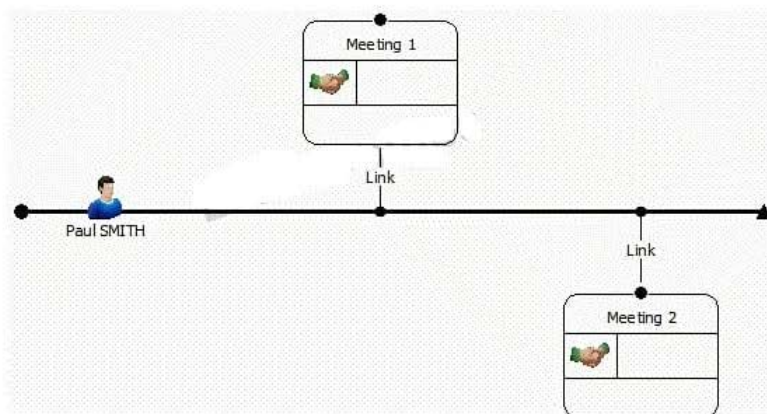 Meeting 1
Link
Paul SMITH
Link
Meeting 2